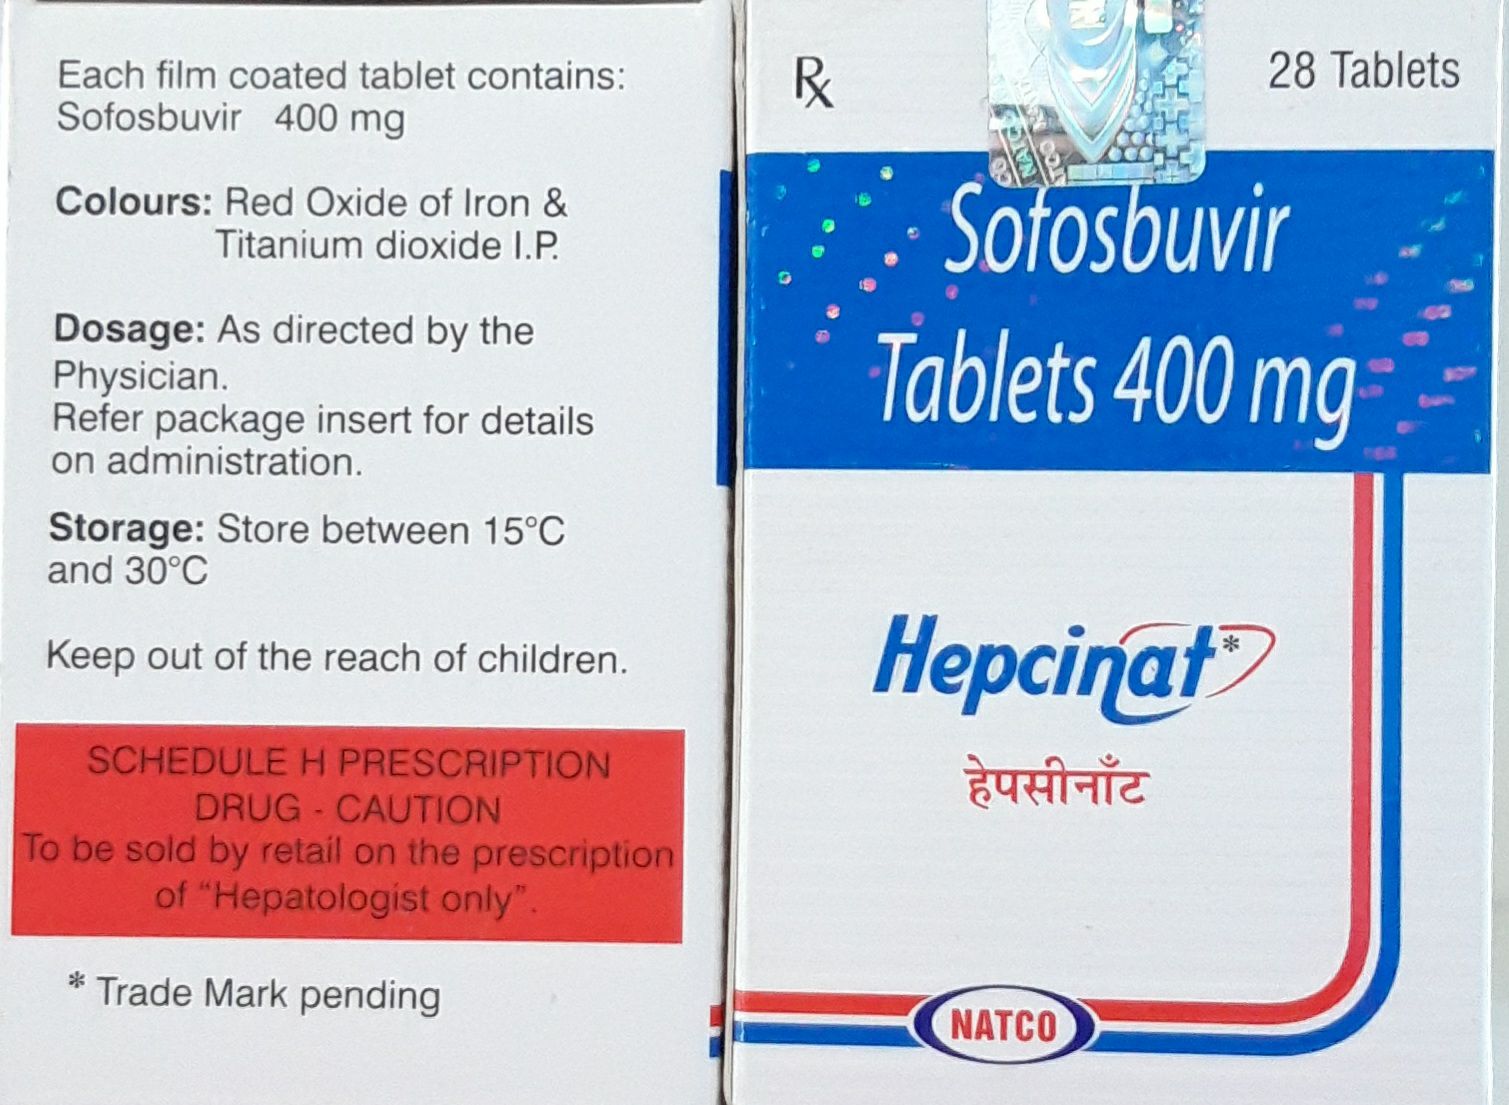 Each film coated tablet contains:
Sofosbuvir 400 mg
Colours: Red Oxide of Iron &
Titanium dioxide I.P.
Dosage: As directed by the
Physician.
Refer package insert for details
on administration.
Storage: Store between 15°C
and 30°C
Keep out of the reach of children.
SCHEDULE H PRESCRIPTION
DRUG - CAUTION
To be sold by retail on the prescription
of “Hepatologist only”.
* Trade Mark pending
Rx
28 Tablets
Sofosbuvir
Tablets 400 mg
Hepcinat*
हेपसीनाँट
NATCO